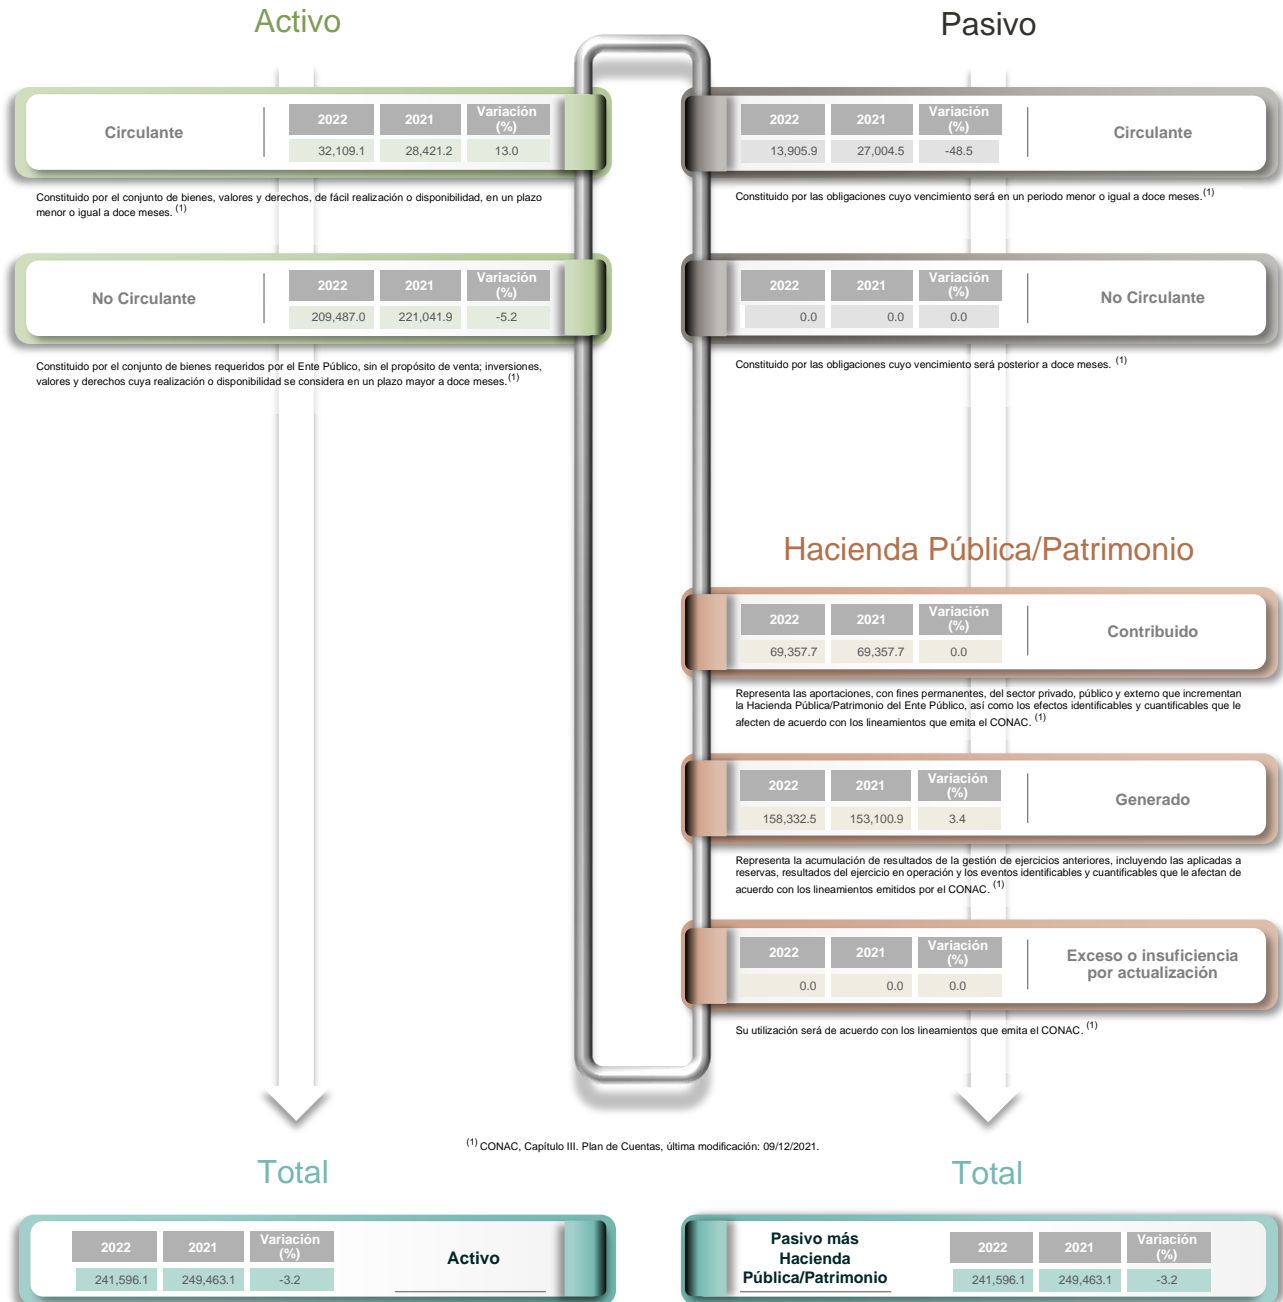 Activo
Circulante
2022 2021 Variación (%)
32,109.1 28,421.2 13.0
Constituido por el conjunto de bienes, valores y derechos, de fácil realización o disponibilidad, en un plazo
menor o igual a doce meses. (1)
No Circulante
2022 2021 Variación (%)
209,487.0 221,041.9 -5.2
Constituido por el conjunto de bienes requeridos por el Ente Público, sin el propósito de venta; inversiones,
valores y derechos cuya realización o disponibilidad se considera en un plazo mayor a doce meses. (1)
Pasivo
2022 2021 Variación (%)
13,905.9 27,004.5 -48.5
Circulante
Constituido por las obligaciones cuyo vencimiento será en un periodo menor o igual a doce meses. (1)
2022 2021 Variación (%)
0.0 0.0 0.0
No Circulante
Constituido por las obligaciones cuyo vencimiento será posterior a doce meses. (1)
Hacienda Pública/Patrimonio
2022 2021 Variación (%)
69,357.7 69,357.7 0.0
Contribuido
Representa las aportaciones, con fines permanentes, del sector privado, público y externo que incrementan
la Hacienda Pública/Patrimonio del Ente Público, así como los efectos identificables y cuantificables que le
afecten de acuerdo con los lineamientos que emita el CONAC. (1)
2022 2021 Variación (%)
158,332.5 153,100.9 3.4
Generado
Representa la acumulación de resultados de la gestión de ejercicios anteriores, incluyendo las aplicadas a
reservas, resultados del ejercicio en operación y los eventos identificables y cuantificables que le afectan de
acuerdo con los lineamientos emitidos por el CONAC. (1)
2022 2021 Variación (%)
0.0 0.0 0.0
Exceso o insuficiencia
por actualización
Su utilización será de acuerdo con los lineamientos que emita el CONAC. (1)
(1) CONAC, Capítulo III. Plan de Cuentas, última modificación: 09/12/2021.
Total
2022 2021 Variación (%)
241,596.1 249,463.1 -3.2
Activo
Total
Pasivo más
Hacienda
Pública/Patrimonio
2022 2021 Variación (%)
241,596.1 249,463.1 -3.2